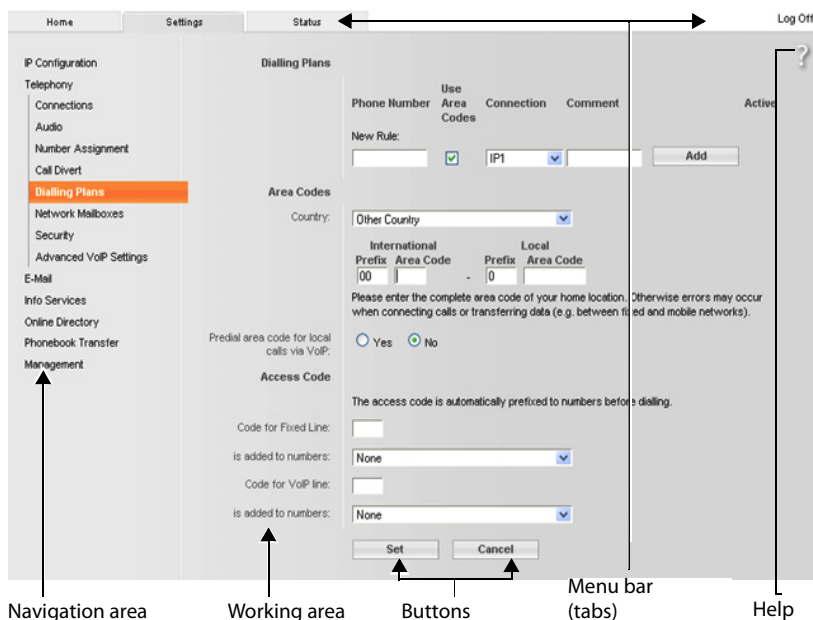 Home Settings Status Log Off
?
IP Configuration
Telephony
Connections
Audio
Number Assignment
Call Divert
Dialling Plans
Network Mailboxes
Security
Advanced VoIP Settings
E-Mail
Info Services
Online Directory
Phonebook Transfer
Management
Dialling Plans
Phone Number Use Area Codes Connection Comment Active
New Rule:
IP1 Add
Area Codes
Country: Other Country
International Local
Prefix Area Code Prefix Area Code
00 - 0
Please enter the complete area code of your home location. Otherwise errors may occur
when connecting calls or transferring data (e.g. between fixed and mobile networks).
Predial area code for local
calls via VoIP: Yes No
Access Code
The access code is automatically prefixed to numbers before dialling.
Code for Fixed Line:
is added to numbers: None
Code for VoIP line:
is added to numbers: None
Set Cancel
Navigation area Working area Buttons Menu bar
(tabs) Help